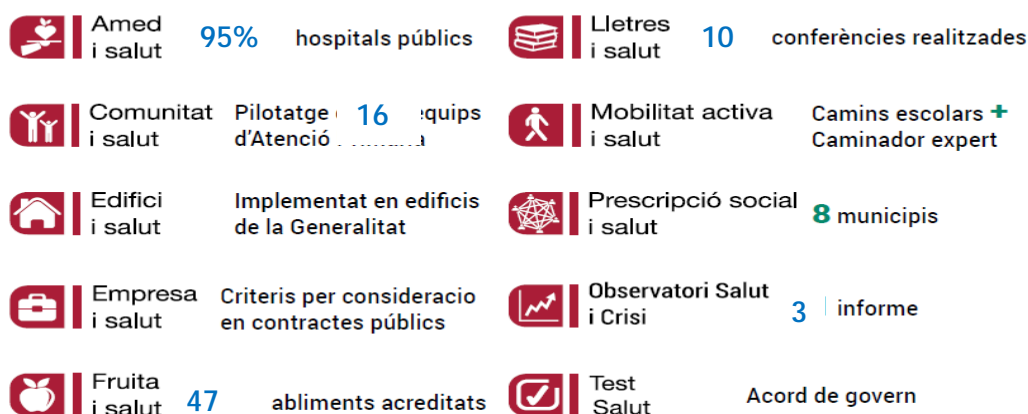 Amed
i salut
95% hospitals públics
Lletres
i salut
10 conferències realitzades
Comunitat
i salut
Pilotatge 16 equips
d'Atenció
Mobilitat activa
i salut
Camins escolars +
Caminador expert
Edifici
i salut
Implementat en edificis
de la Generalitat
Prescripció social
i salut
8 municipis
Empresa
i salut
Criteris per consideracio
en contractes públics
Observatori Salut
i Crisi
3 informe
Fruita
i salut
47 abliments acreditats
Test
Salut
Acord de govern